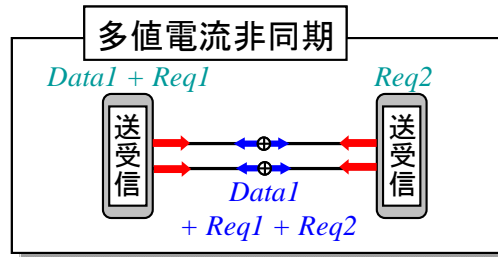 多値電流非同期
Data1 + Req1
Req2
送受信
送受信
Data1
+ Req1 + Req2